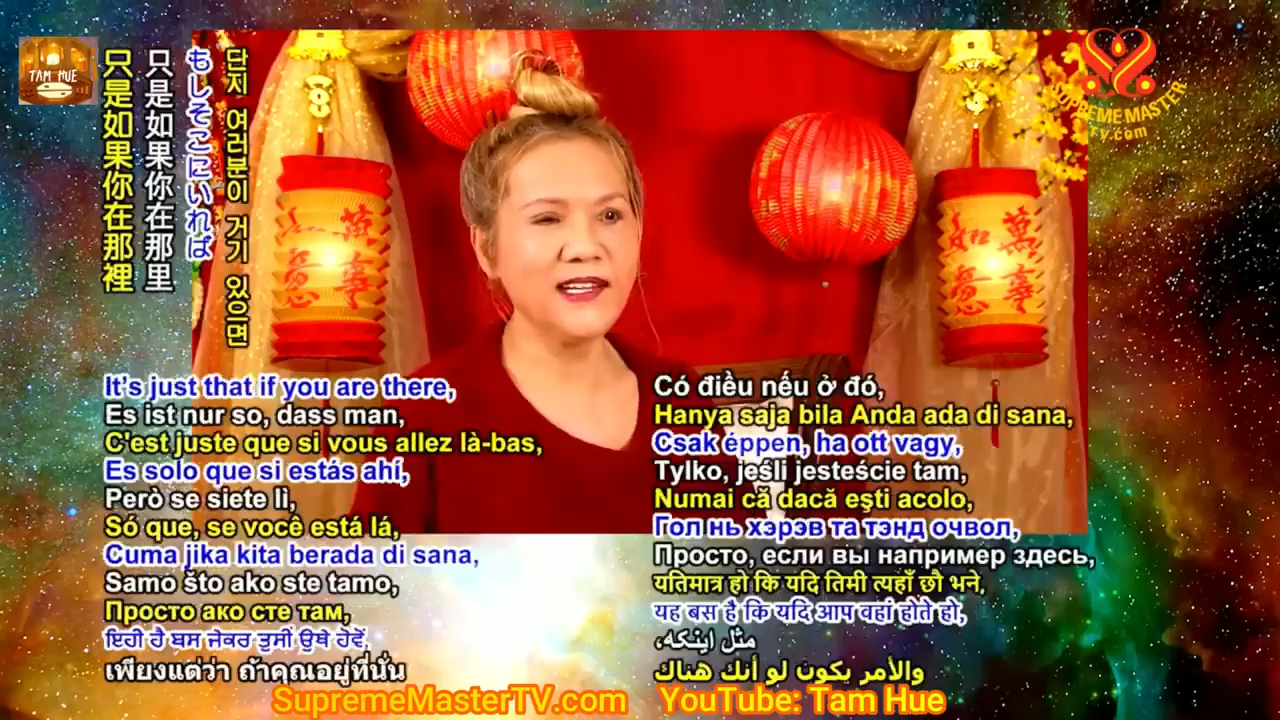 TAM HUE
只是如果你在那裡
只是如果你在那里
もしそこにいれば
단지 여러분이 거기 있으면
SUPREME MASTER
TV.com
萬事
如意
萬事
如意
It's just that if you are there,
Es ist nur so, dass man,
C'est juste que si vous allez là-bas,
Es solo que si estás ahí,
Però se siete lì,
Só que, se você está lá,
Cuma jika kita berada di sana,
Samo što ako ste tamo,
Просто ако сте там,
ਇਹੀ ਹੈ ਬਸ ਜੇਕਰ ਤੁਸੀਂ ਉਥੇ ਹੋਵੋਂ,
เพียงแต่ว่า ถ้าคุณอยู่ที่นั่น
Có điều nếu ở đó,
Hanya saja bila Anda ada di sana,
Csak éppen, ha ott vagy,
Tylko, jeśli jesteście tam,
Numai că dacă eşti acolo,
Гол нь хэрэв та тэнд очвол,
Просто, если вы например здесь,
यतिमात्र हो कि यदि तिमी त्यहाँ छौ भने,
यह बस है कि यदि आप वहां होते हो,
مثل اینکه،
والأمر يكون لو أنك هناك
SupremeMasterTV.com YouTube: Tam Hue